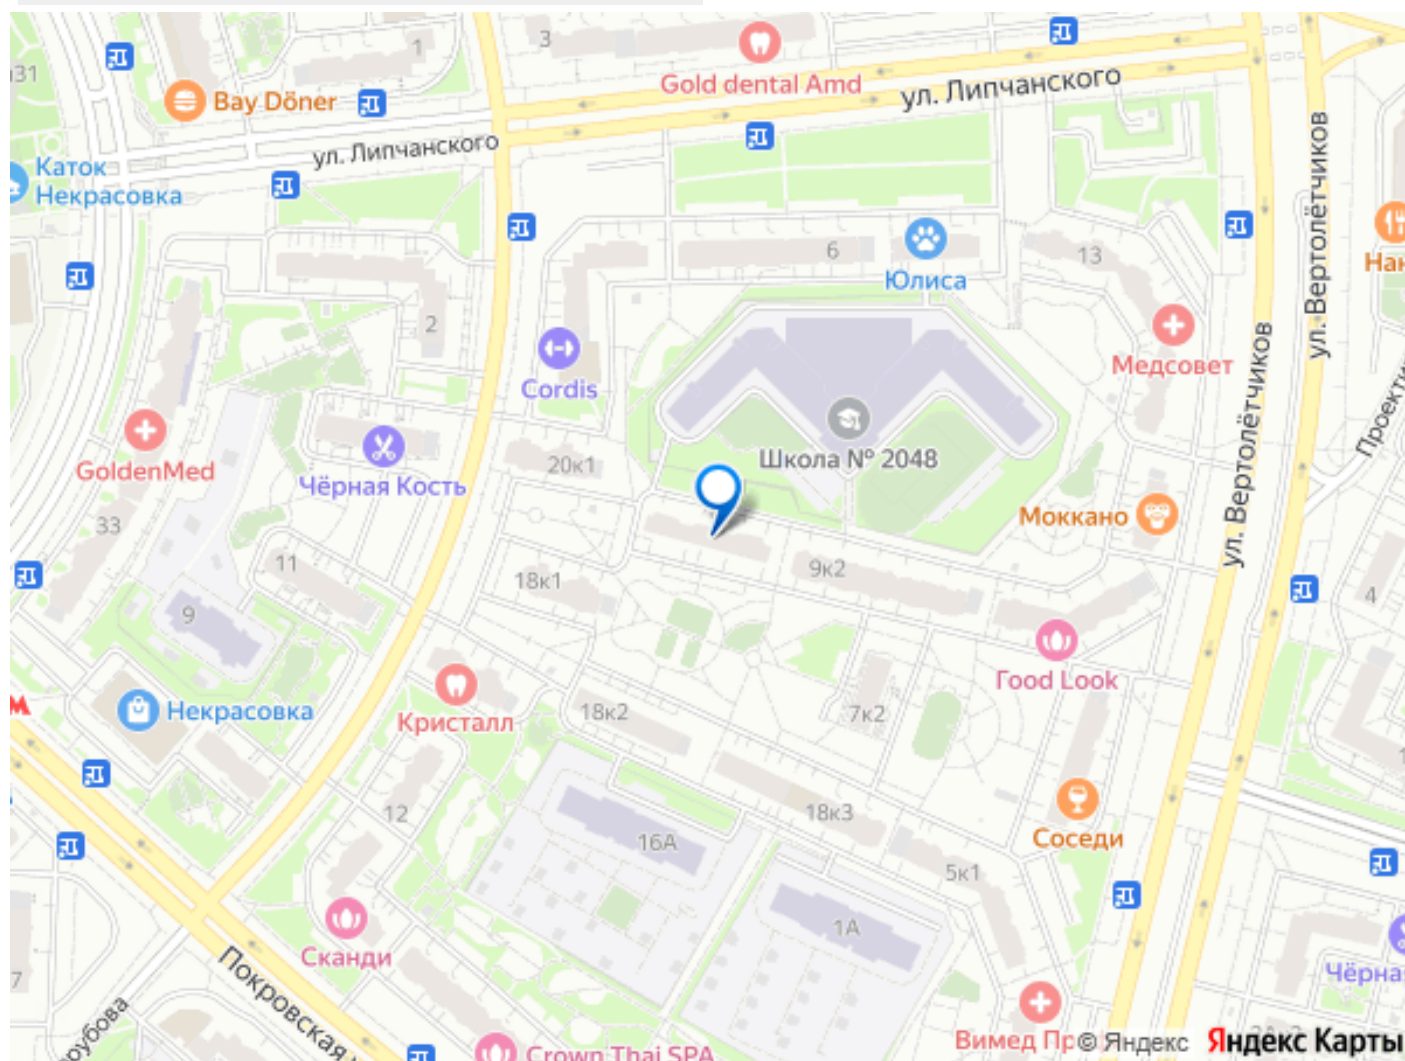 1
3
31
Gold dental Amd
Bay Döner
ул. Липчанского
ул. Липчанского
Каток
Некрасовка
ул. Вертолётчиков
6
13
Юлиса
2
Медсовет
Cordis
ул. Вертолётчиков
GoldenMed
Чёрная Кость
20к1
Школа № 2048
Моккано
33
11
18к1
9к2
4
9
Food Look
Некрасовка
Кристалл
18к2
7к2
12
16А
18к3
Соседи
5к1
1А
Сканди
Покровская
7
Вимед
Crown Thai SPA
© Яндекс
Яндекс Карты